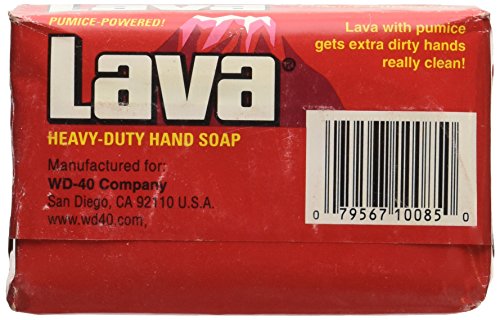 PUMICE-POWERED!
Lava®
HEAVY-DUTY HAND SOAP
Lava with pumice
gets extra dirty hands
really clean!
Manufactured for:
WD-40 Company
San Diego, CA 92110 U.S.A.
www.wd40.com
0 79567 10085 0